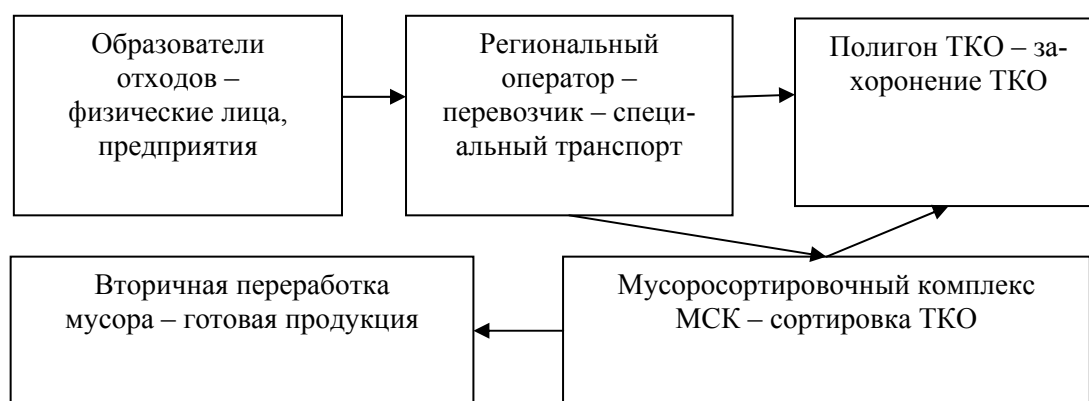 Образователи
отходов –
физические лица,
предприятия
Региональный
оператор –
перевозчик – специ-
альный транспорт
Полигон ТКО – за-
хоронение ТКО
Вторичная переработка
мусора – готовая продукция
Мусоросортировочный комплекс
МСК – сортировка ТКО